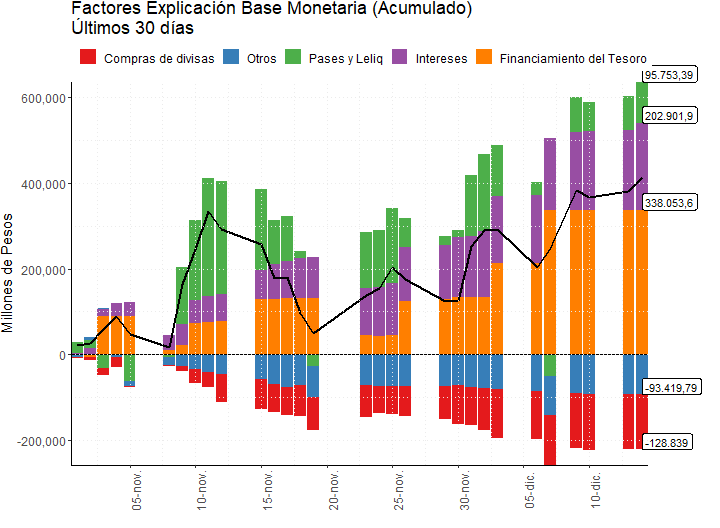 Factores Explicación Base Monetaria (Acumulado)
Últimos 30 días
Compras de divisas Otros Pases y Leliq Intereses Financiamiento del Tesoro
95.753,39
600,000
202.901,9
400,000
338.053,6
200,000
Millones de Pesos
0
-93.419,79
-200,000
-128.839
05-nov.
10-nov.
15-nov.
20-nov.
25-nov.
30-nov.
05-dic.
10-dic.